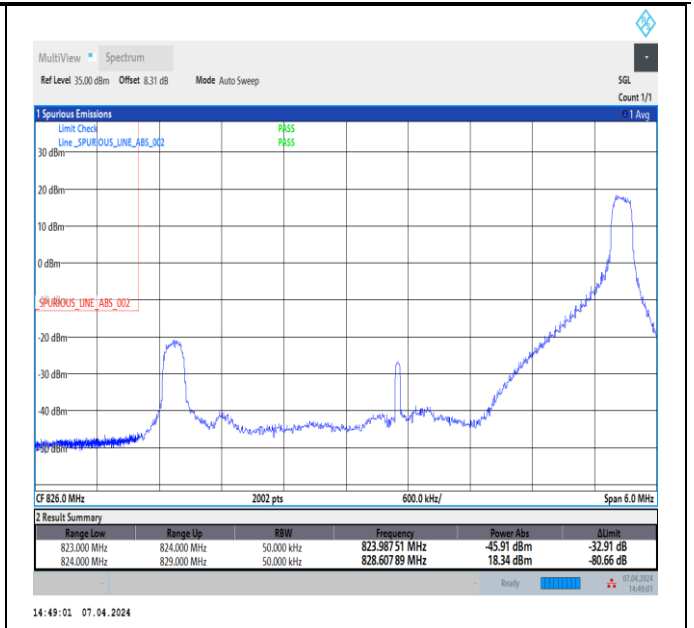 MultiView Spectrum
Ref Level 35.00 dBm Offset 8.31 dB Mode Auto Sweep SGL
Count 1/1
1 Spurious Emissions 1 Avg
Limit Check PASS
Line _SPURIOUS_LINE_ABS_002 PASS
30 dBm
20 dBm
10 dBm
0 dBm
_SPURIOUS_LINE_ABS_002
-20 dBm
-30 dBm
-40 dBm
-50 dBm
CF 826.0 MHz 2002 pts 600.0 kHz/ Span 6.0 MHz
2 Result Summary
Range Low Range Up RBW Frequency Power Abs ΔLimit
823.000 MHz 824.000 MHz 50.000 kHz 823.98751 MHz -45.91 dBm -32.91 dB
824.000 MHz 829.000 MHz 50.000 kHz 828.60789 MHz 18.34 dBm -80.66 dB
Ready 07.04.2024
14:49:01
14:49:01 07.04.2024